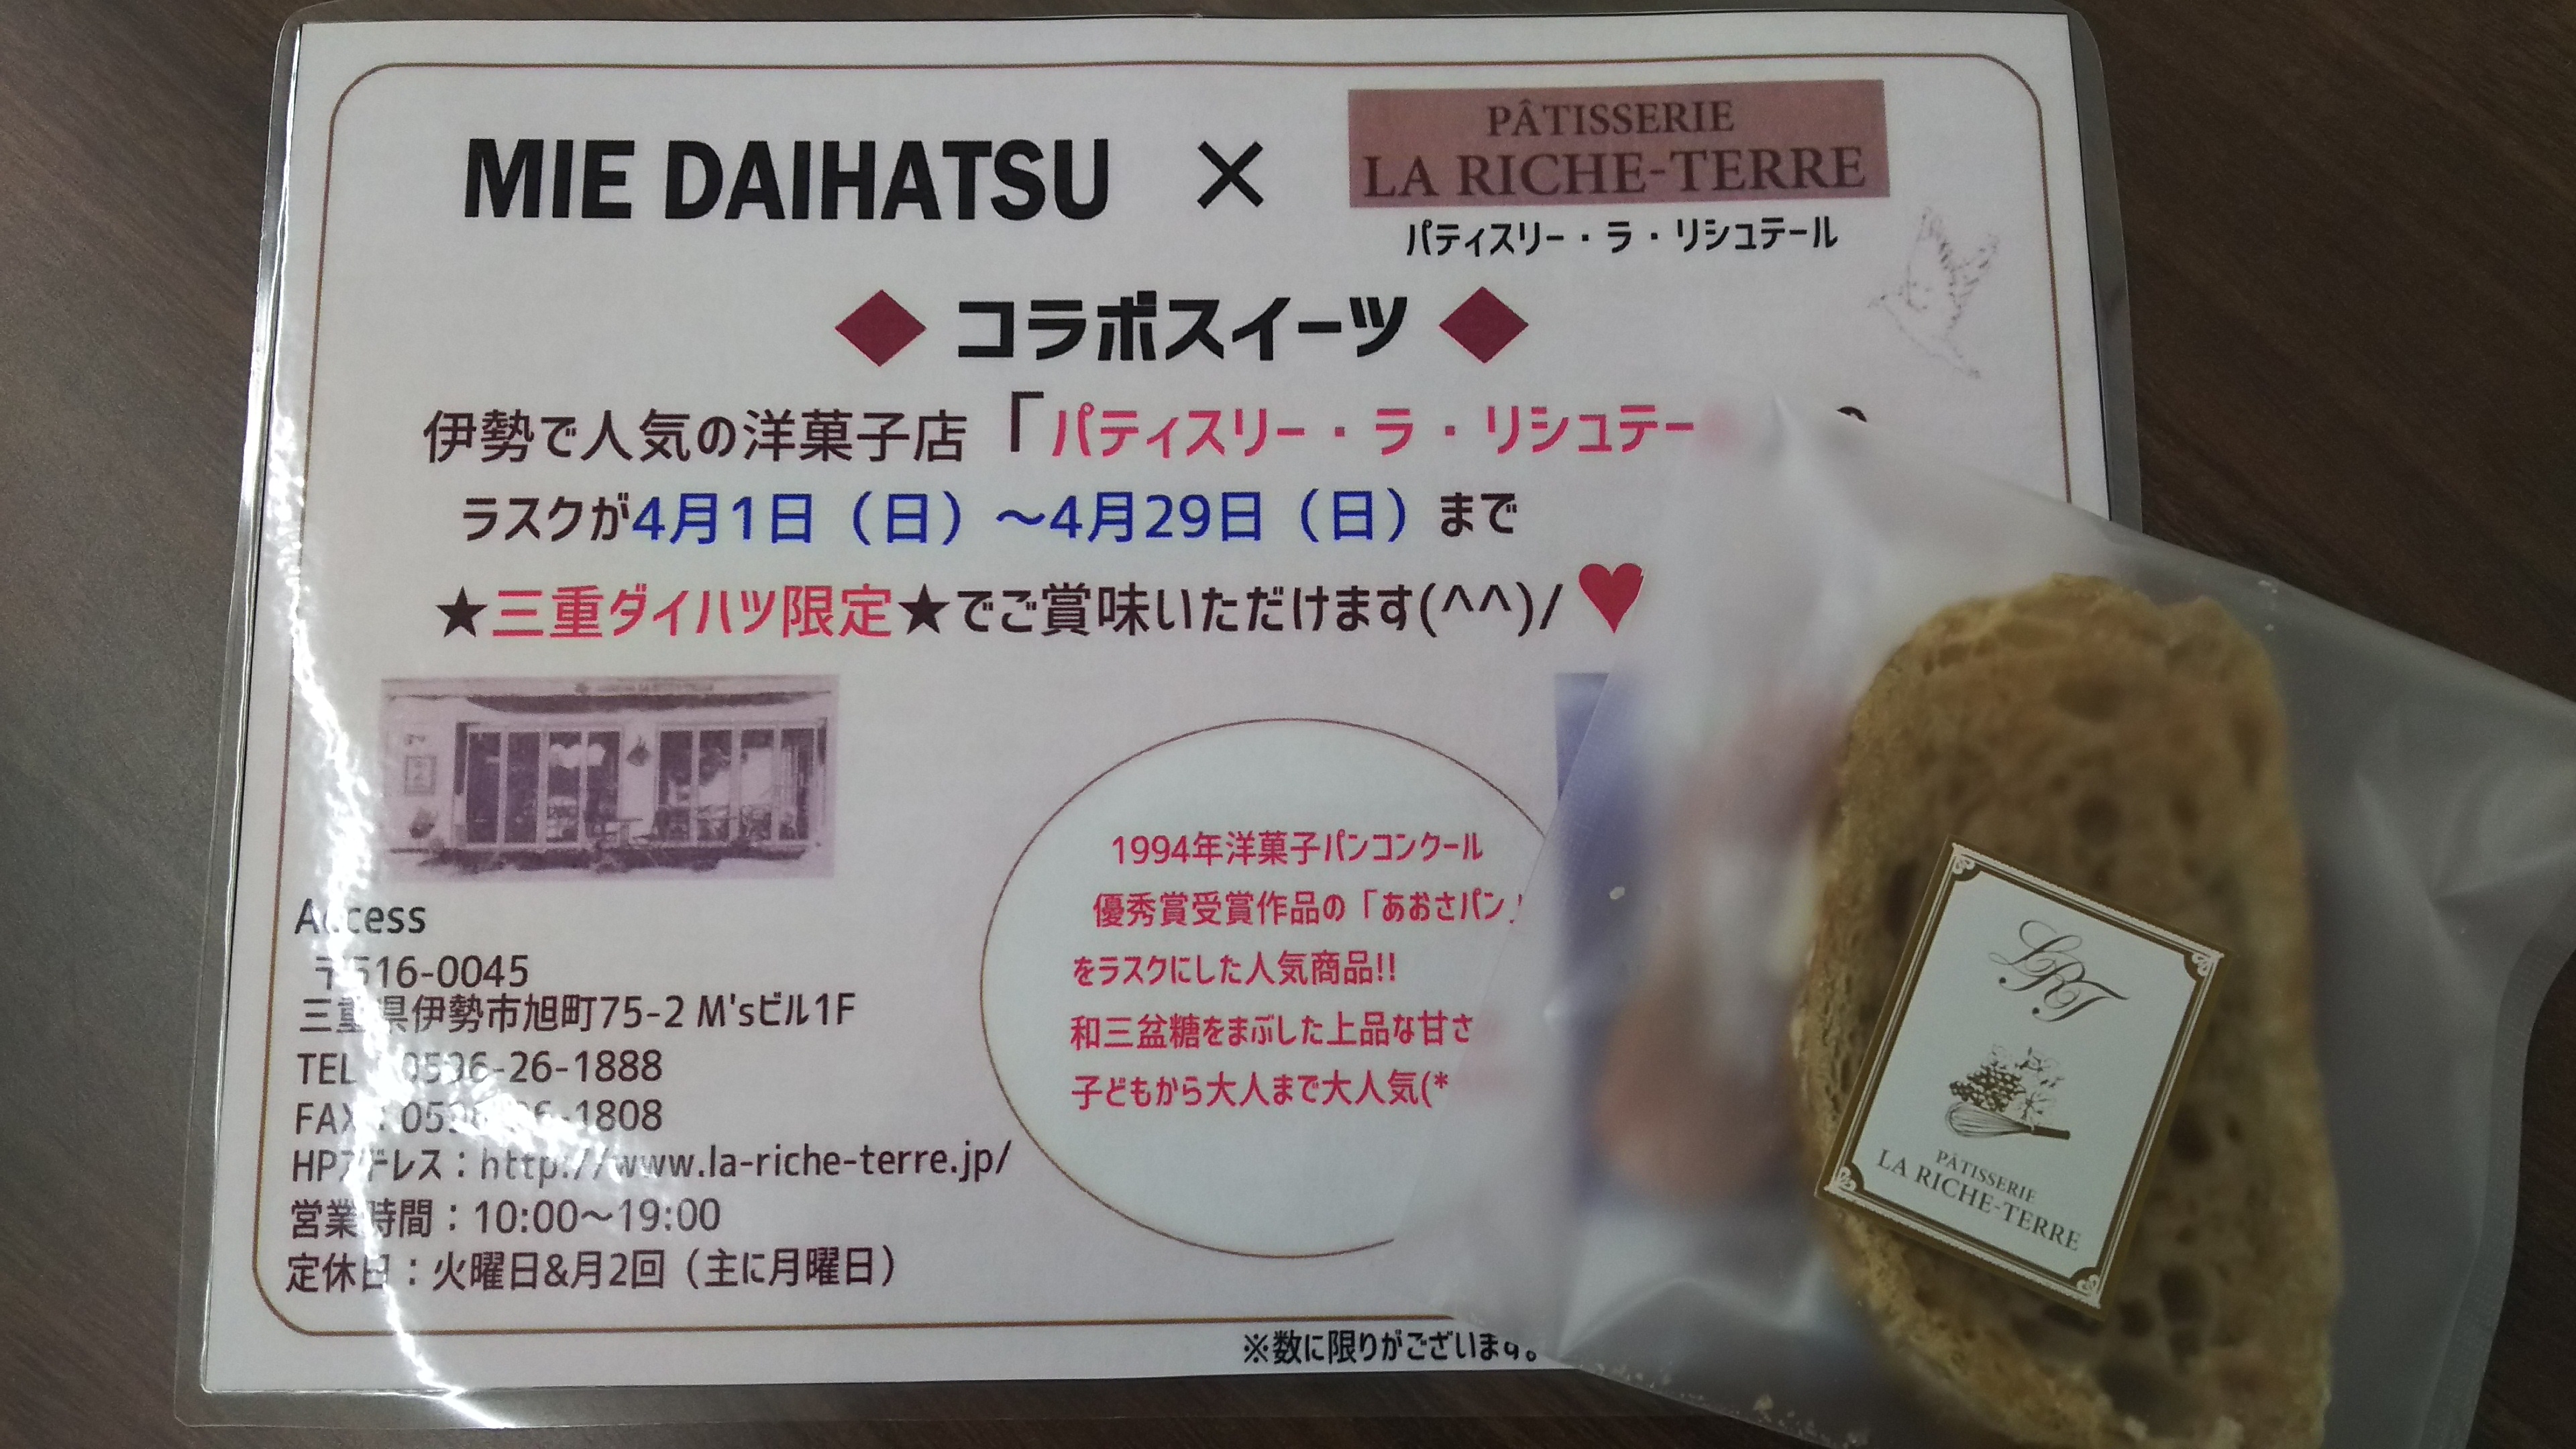 MIE DAIHATSU × PÂTISSERIE LA RICHE-TERRE
パティスリー・ラ・リシュテール
◆ コラボスイーツ ◆
伊勢で人気の洋菓子店「パティスリー・ラ・リシュテー
ラスクが4月1日（日）～4月29日（日）まで
★三重ダイハツ限定★でご賞味いただけます(^^)/♥
1994年洋菓子パンコンクール
優秀賞受賞作品の「あおさパン」
をラスクにした人気商品!!
和三盆糖をまぶした上品な甘さ
子どもから大人まで大人気(*
Access
〒516-0045
三重県伊勢市旭町75-2 M'sビル1F
TEL：0596-26-1888
FAX：0596-26-1808
HPアドレス：http://www.la-riche-terre.jp/
営業時間：10:00～19:00
定休日：火曜日&月2回（主に月曜日）
※数に限りがございます。
LRT
PÂTISSERIE
LA RICHE-TERRE